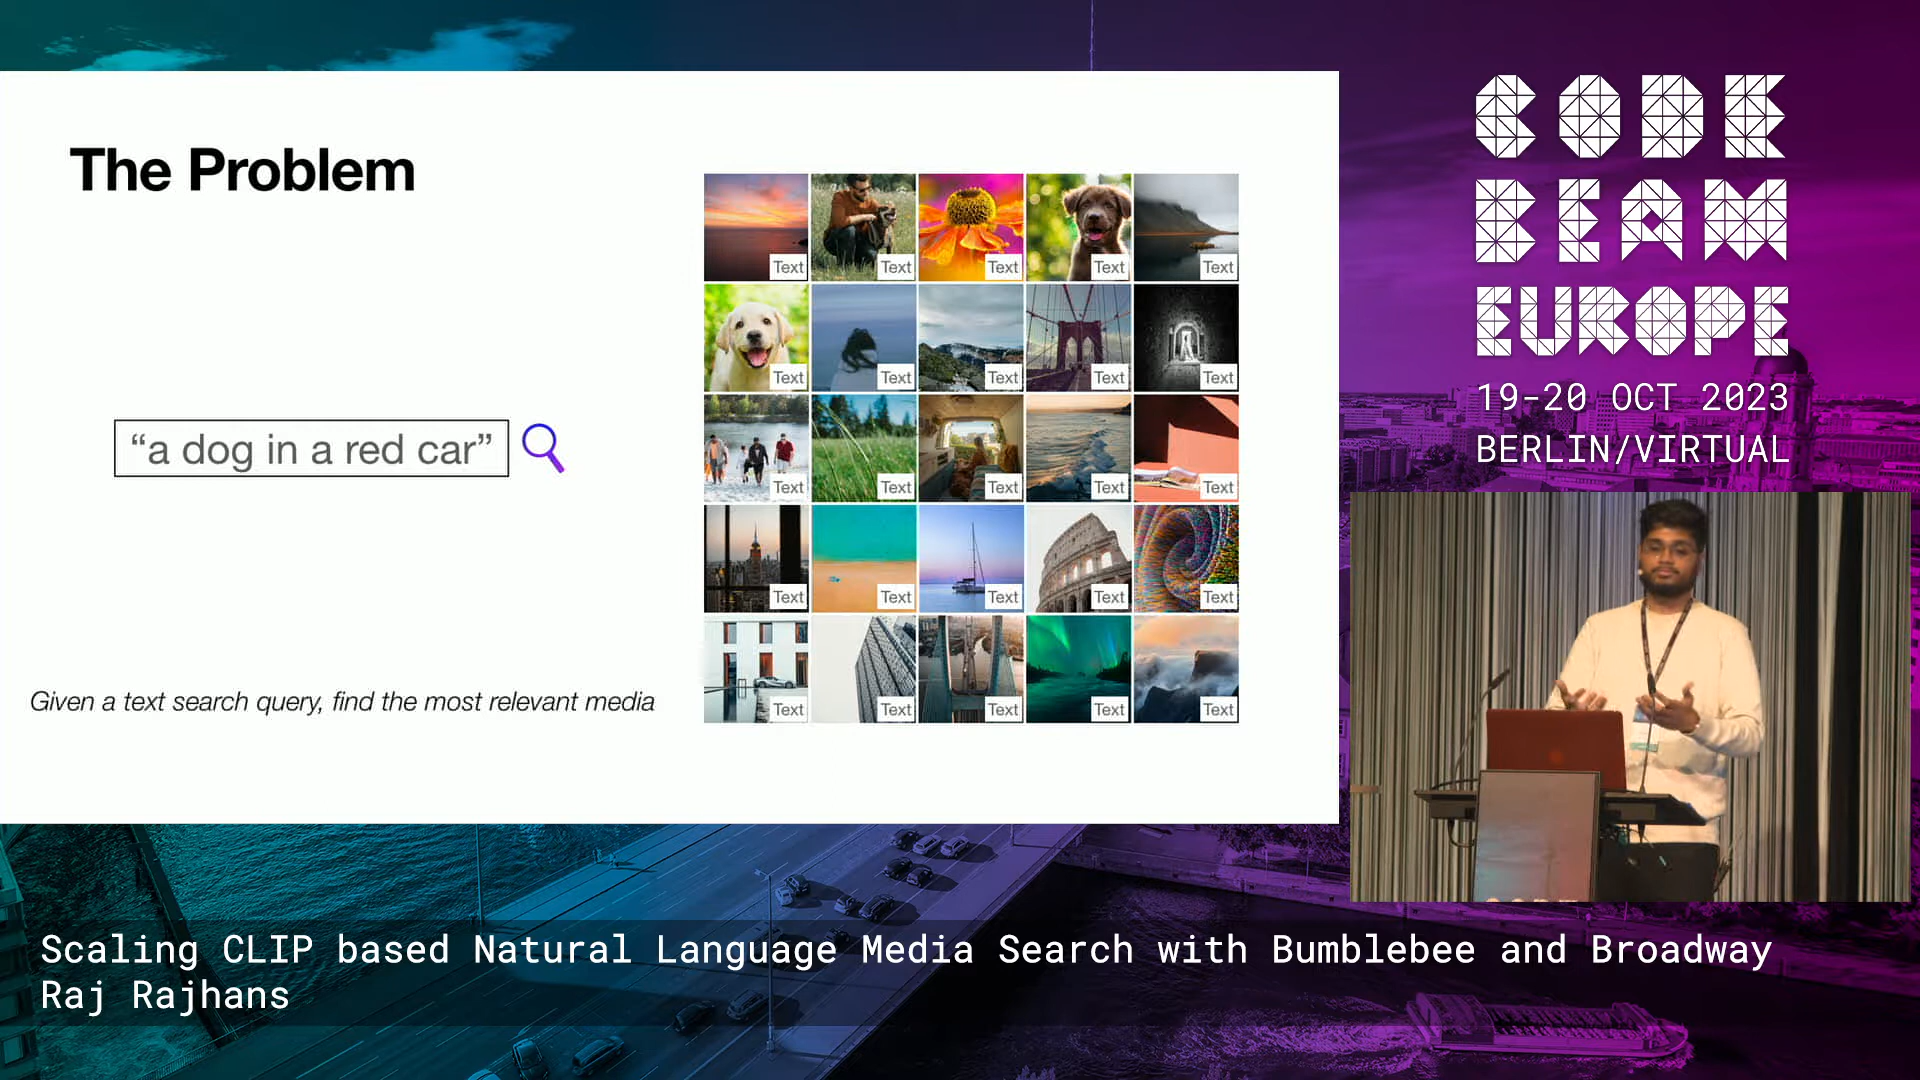 The Problem
“a dog in a red car”
Given a text search query, find the most relevant media
Text Text Text Text Text
Text Text Text Text Text
Text Text Text Text Text
Text Text Text Text Text
Text Text Text Text Text
CODE
BEAM
EUROPE
19-20 OCT 2023
BERLIN/VIRTUAL
Scaling CLIP based Natural Language Media Search with Bumblebee and Broadway
Raj Rajhans